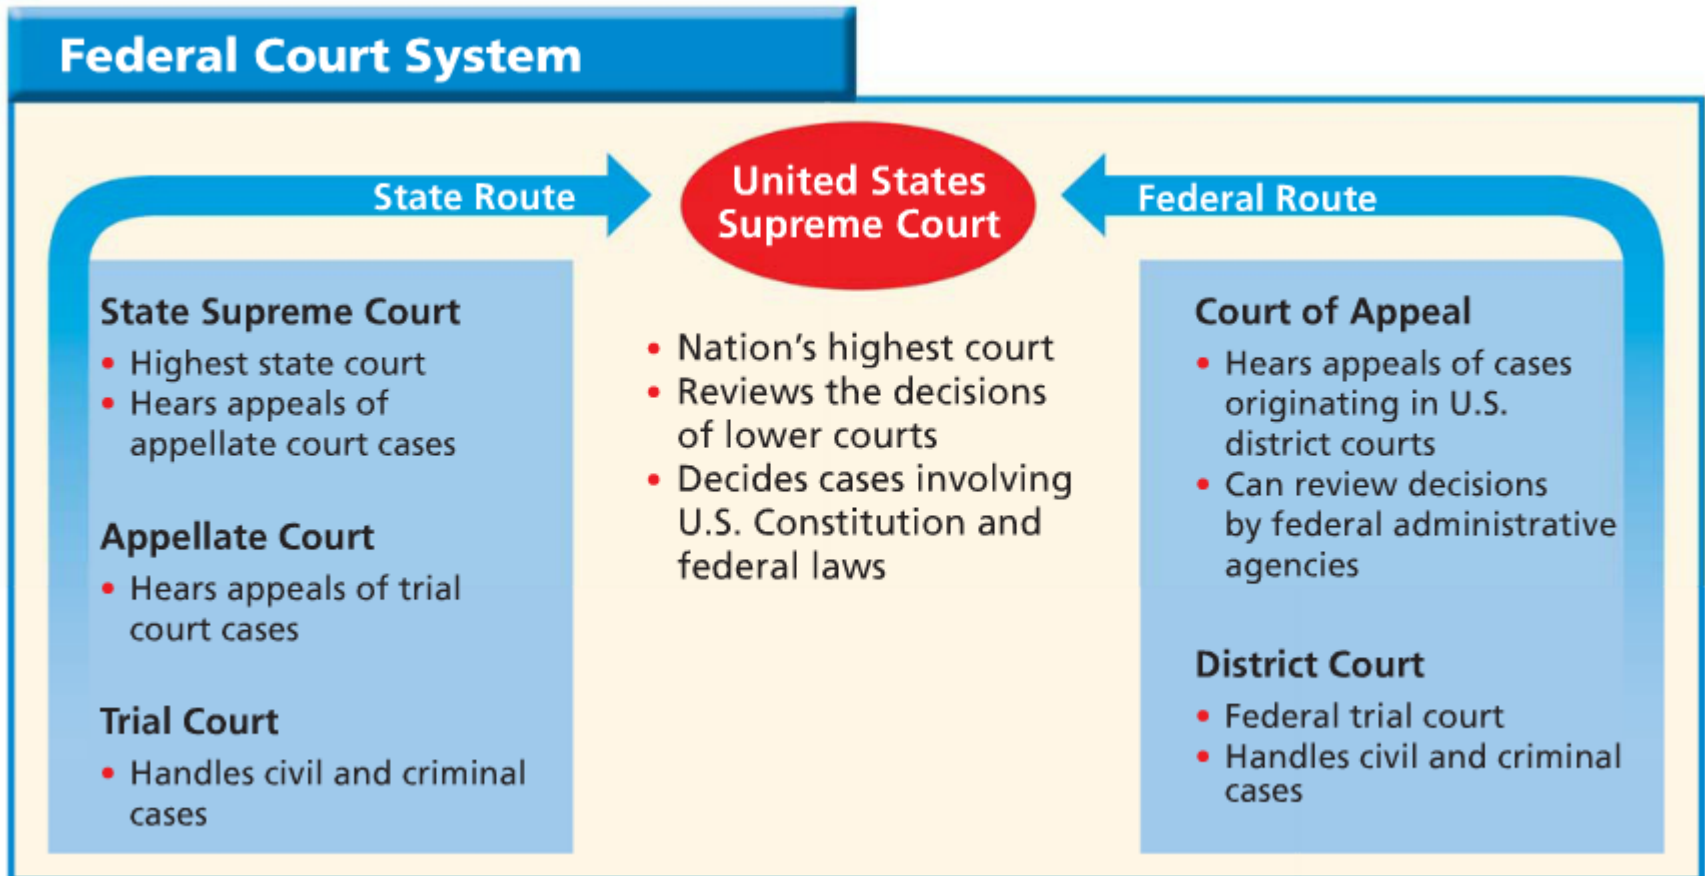 Federal Court System
State Route
United States
Supreme Court
Federal Route
State Supreme Court
• Highest state court
• Hears appeals of
appellate court cases
Appellate Court
• Hears appeals of trial
court cases
Trial Court
• Handles civil and criminal
cases
• Nation's highest court
• Reviews the decisions
of lower courts
• Decides cases involving
U.S. Constitution and
federal laws
Court of Appeal
• Hears appeals of cases
originating in U.S.
district courts
• Can review decisions
by federal administrative
agencies
District Court
• Federal trial court
• Handles civil and criminal
cases